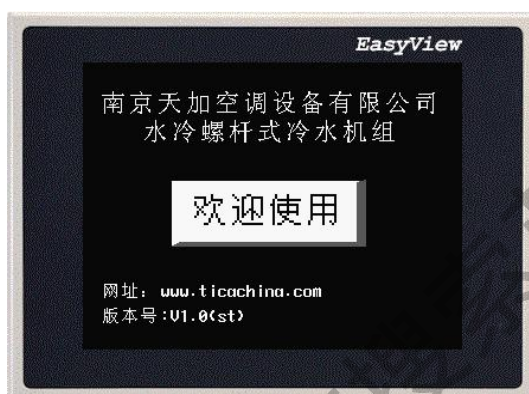 EasyView
南京天加空调设备有限公司
水冷螺杆式冷水机组
欢迎使用
网址：www.ticachina.com
版本号:V1.0(st)